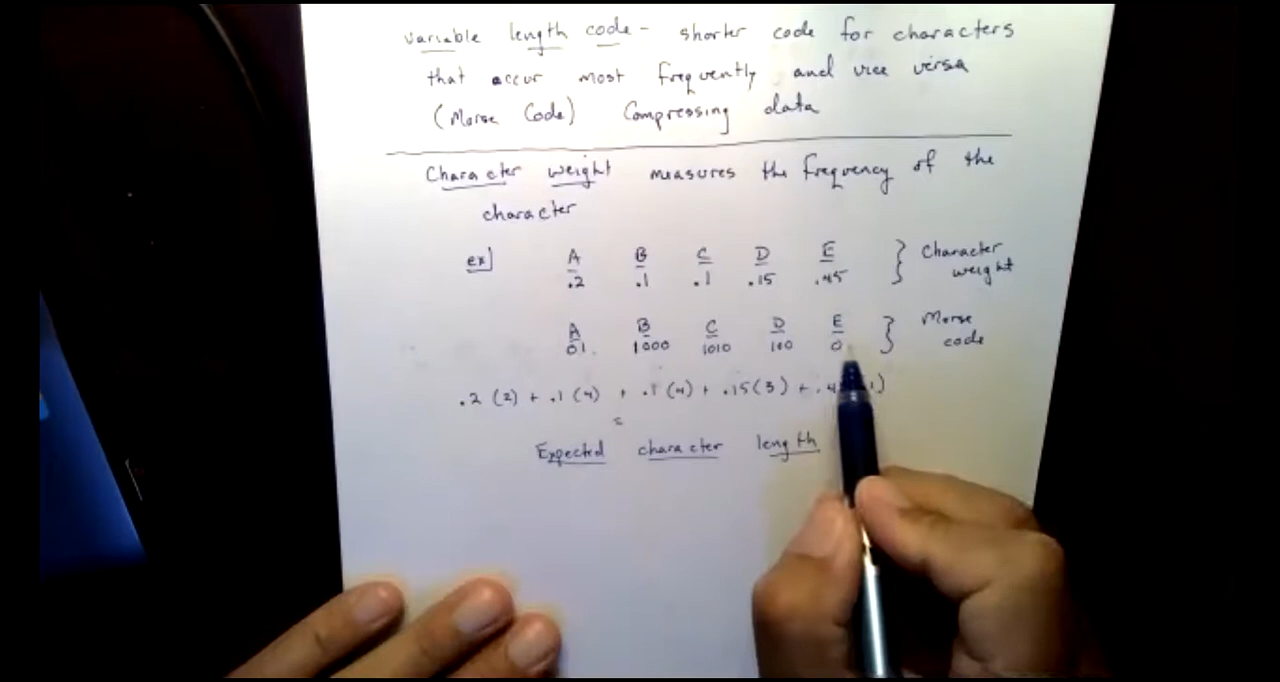 variable length code - shorter code for characters
that occur most frequently and vice versa
(Morse Code) Compressing data
Character weight measures the frequency of the
character
ex] A B C D E } Character
.2 .1 .1 .15 .45 weight
A B C D E } Morse
01 1000 1010 100 0 code
.2 (2) + .1 (4) + .1 (4) + .15 (3) + .4 1)
=
Expected character length